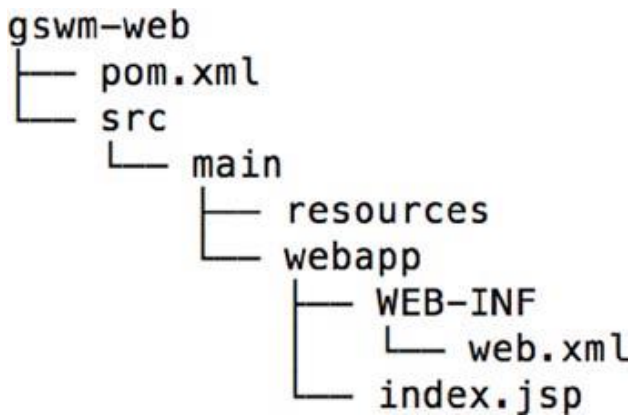 gswm-web
pom.xml
src
main
resources
webapp
WEB-INF
web.xml
index.jsp